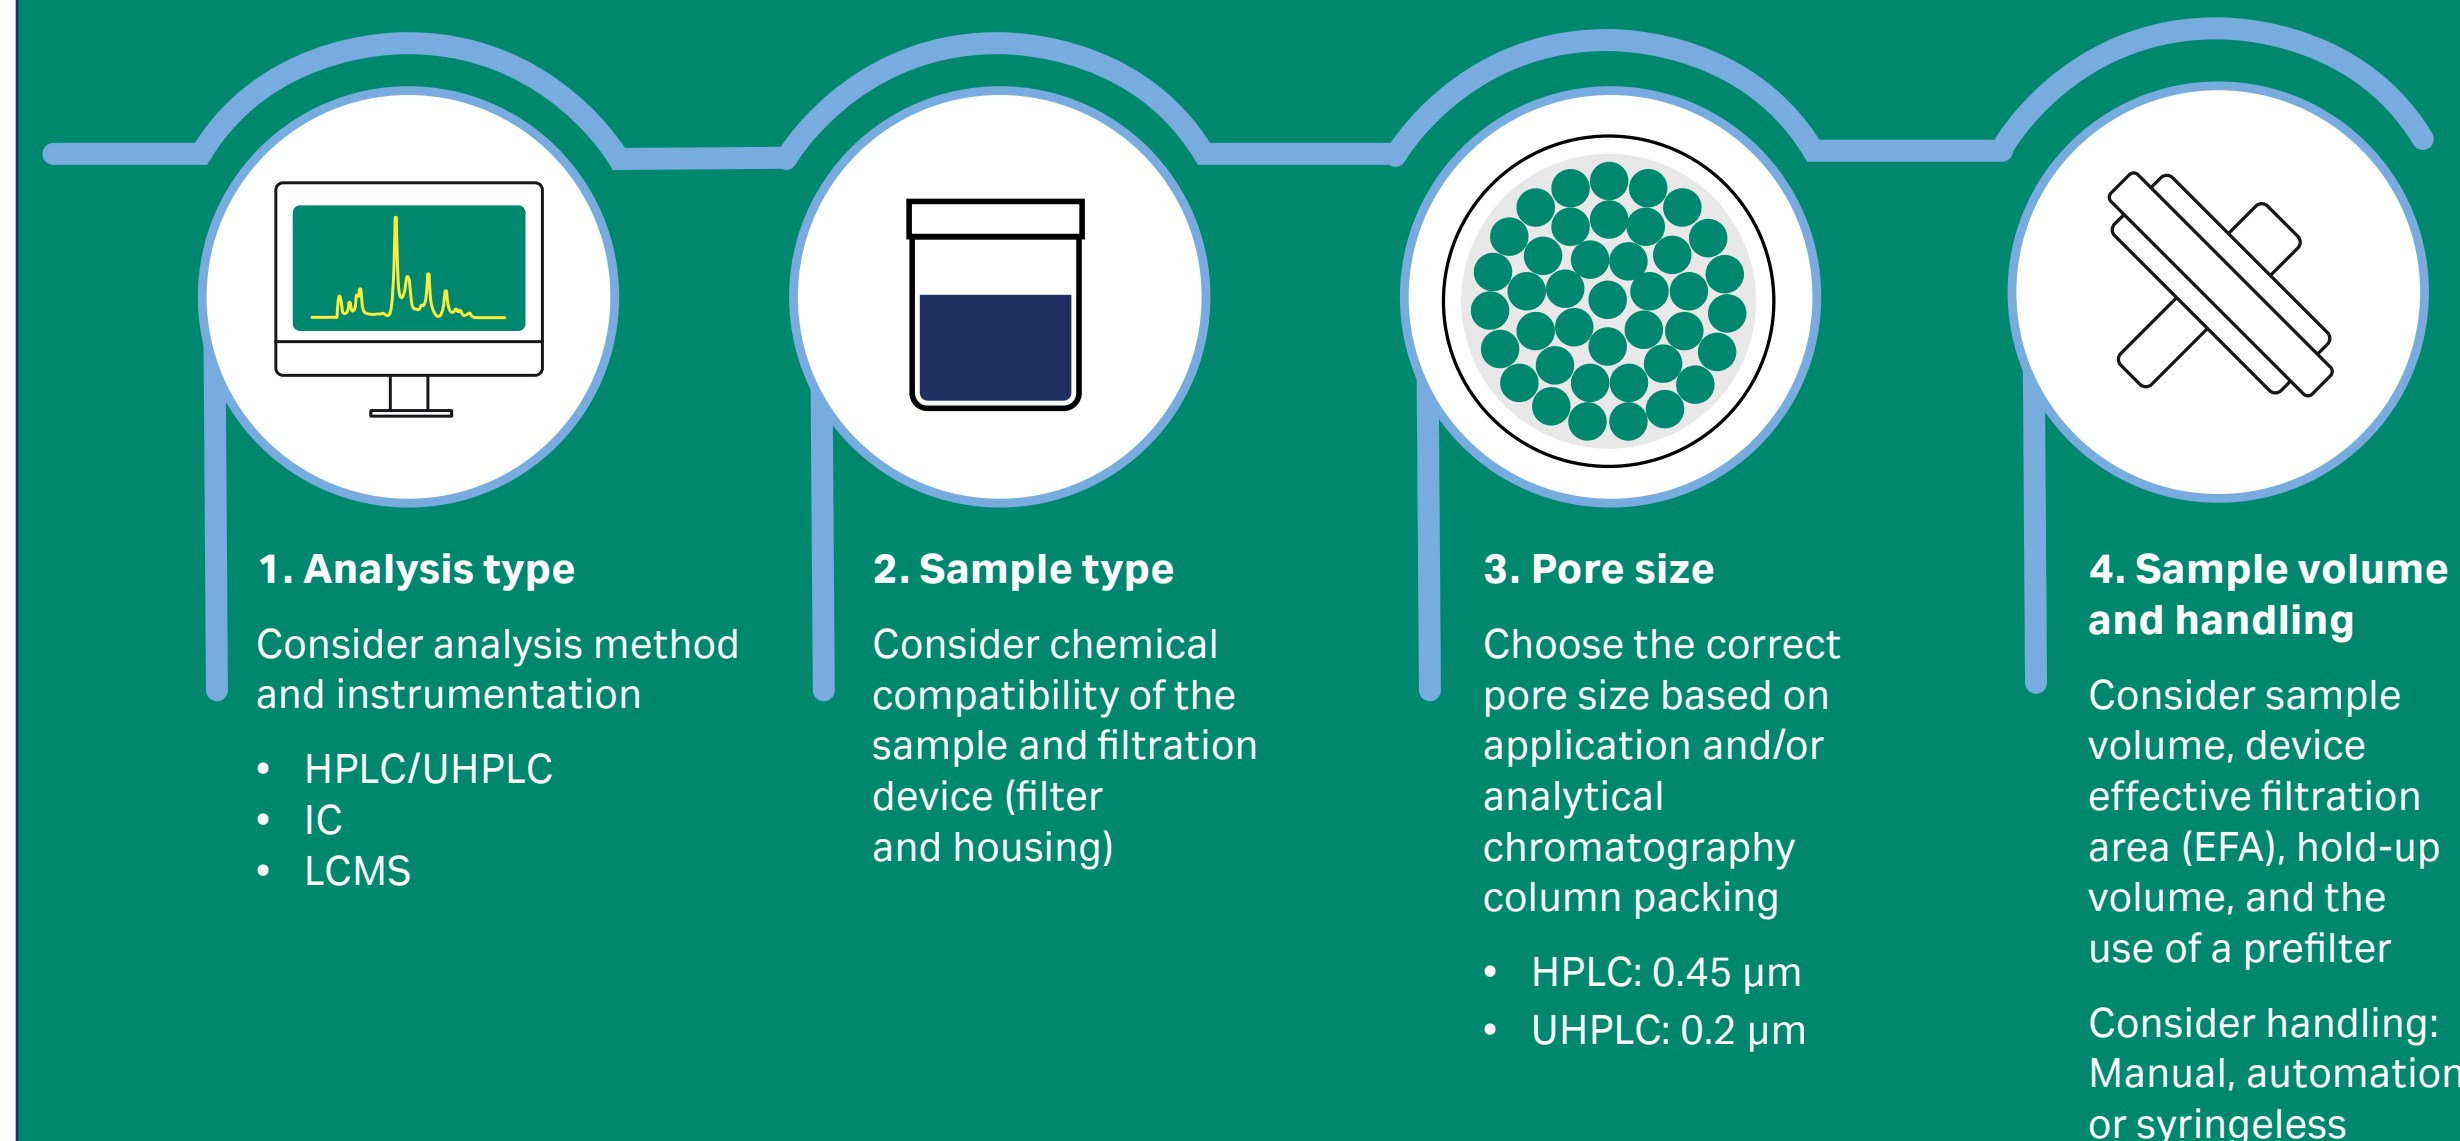 1. Analysis type
Consider analysis method
and instrumentation
• HPLC/UHPLC
• IC
• LCMS
2. Sample type
Consider chemical
compatibility of the
sample and filtration
device (filter
and housing)
3. Pore size
Choose the correct
pore size based on
application and/or
analytical
chromatography
column packing
• HPLC: 0.45 µm
• UHPLC: 0.2 µm
4. Sample volume
and handling
Consider sample
volume, device
effective filtration
area (EFA), hold-up
volume, and the
use of a prefilter
Consider handling:
Manual, automation
or syringeless